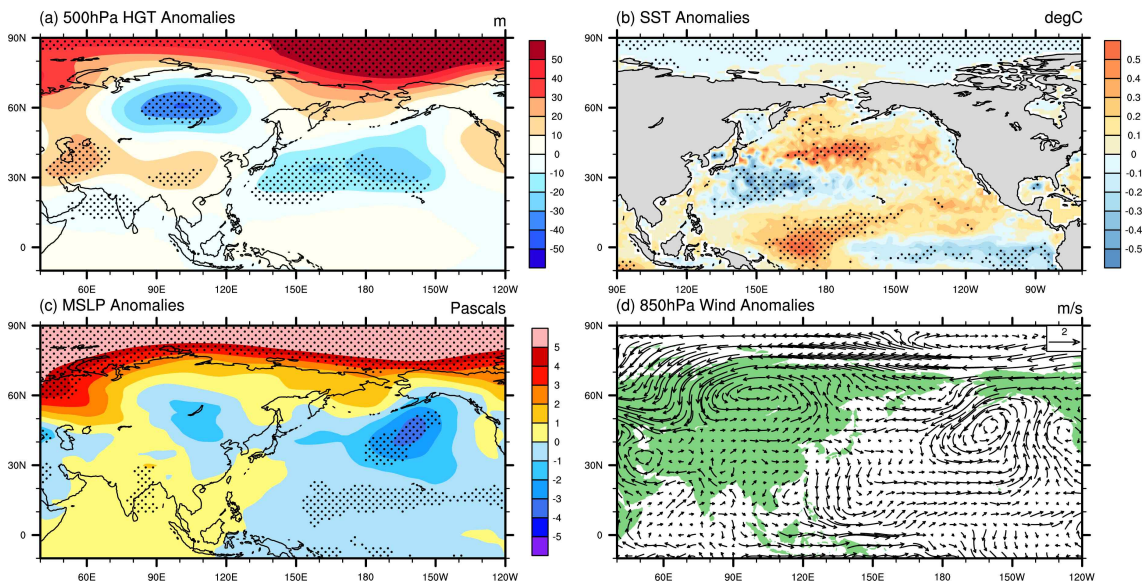 (a) 500hPa HGT Anomalies m
90N
60N
30N
0
60E 90E 120E 150E 180E 150W 120W
50
40
30
20
10
0
-10
-20
-30
-40
-50
(b) SST Anomalies degC
90N
60N
30N
0
60E 90E 120E 150E 180E 150W 120W 90W
0.5
0.4
0.3
0.2
0.1
0
-0.1
-0.2
-0.3
-0.4
-0.5
(c) MSLP Anomalies Pascals
90N
60N
30N
0
60E 90E 120E 150E 180E 150W 120W
5
4
3
2
1
0
-1
-2
-3
-4
-5
(d) 850hPa Wind Anomalies m/s
2
90N
60N
30N
0
60E 90E 120E 150E 180E 150W 120W